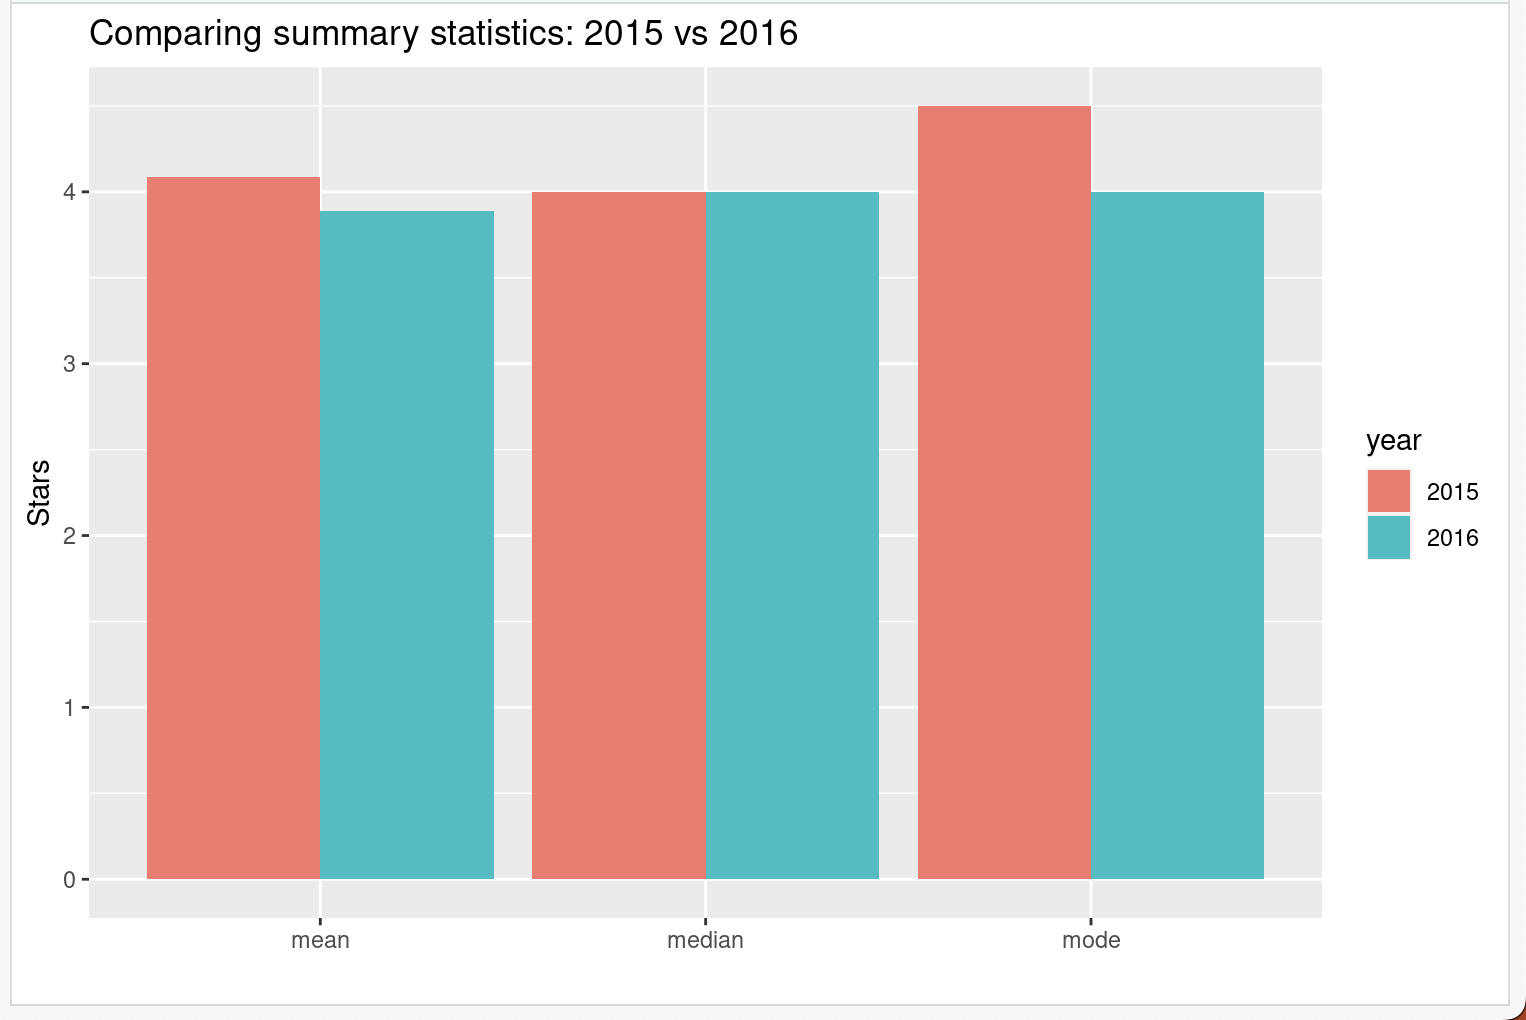 Comparing summary statistics: 2015 vs 2016
Stars
4
3
2
1
0
mean median mode
year
2015
2016